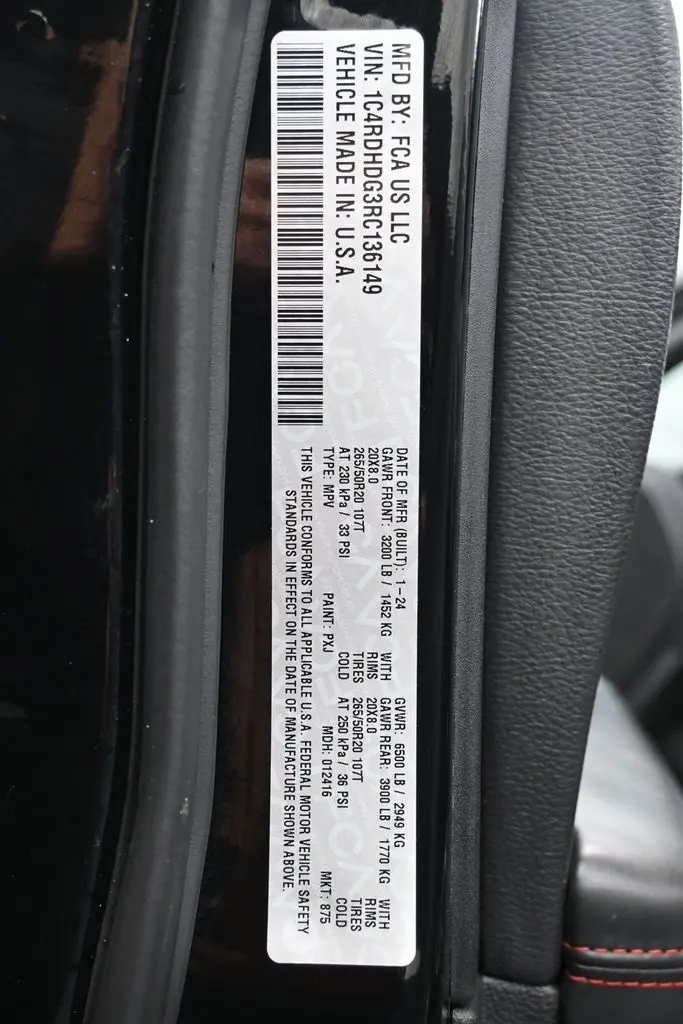 MFD BY: FCA US LLC
VIN: 1C4RDHDG3RC136149
VEHICLE MADE IN: U.S.A.
DATE OF MFR (BUILT): 1-24 GVWR: 6500 LB / 2949 KG
GAWR FRONT: 3200 LB / 1452 KG WITH GAWR REAR: 3900 LB / 1770 KG WITH
20X8.0 RIMS 20X8.0 RIMS
265/50R20 107T TIRES 265/50R20 107T TIRES
AT 230 kPa / 33 PSI COLD AT 250 kPa / 36 PSI COLD
TYPE: MPV PAINT: PXJ MDH: 012416 MKT: 875
THIS VEHICLE CONFORMS TO ALL APPLICABLE U.S.A. FEDERAL MOTOR VEHICLE SAFETY
STANDARDS IN EFFECT ON THE DATE OF MANUFACTURE SHOWN ABOVE.